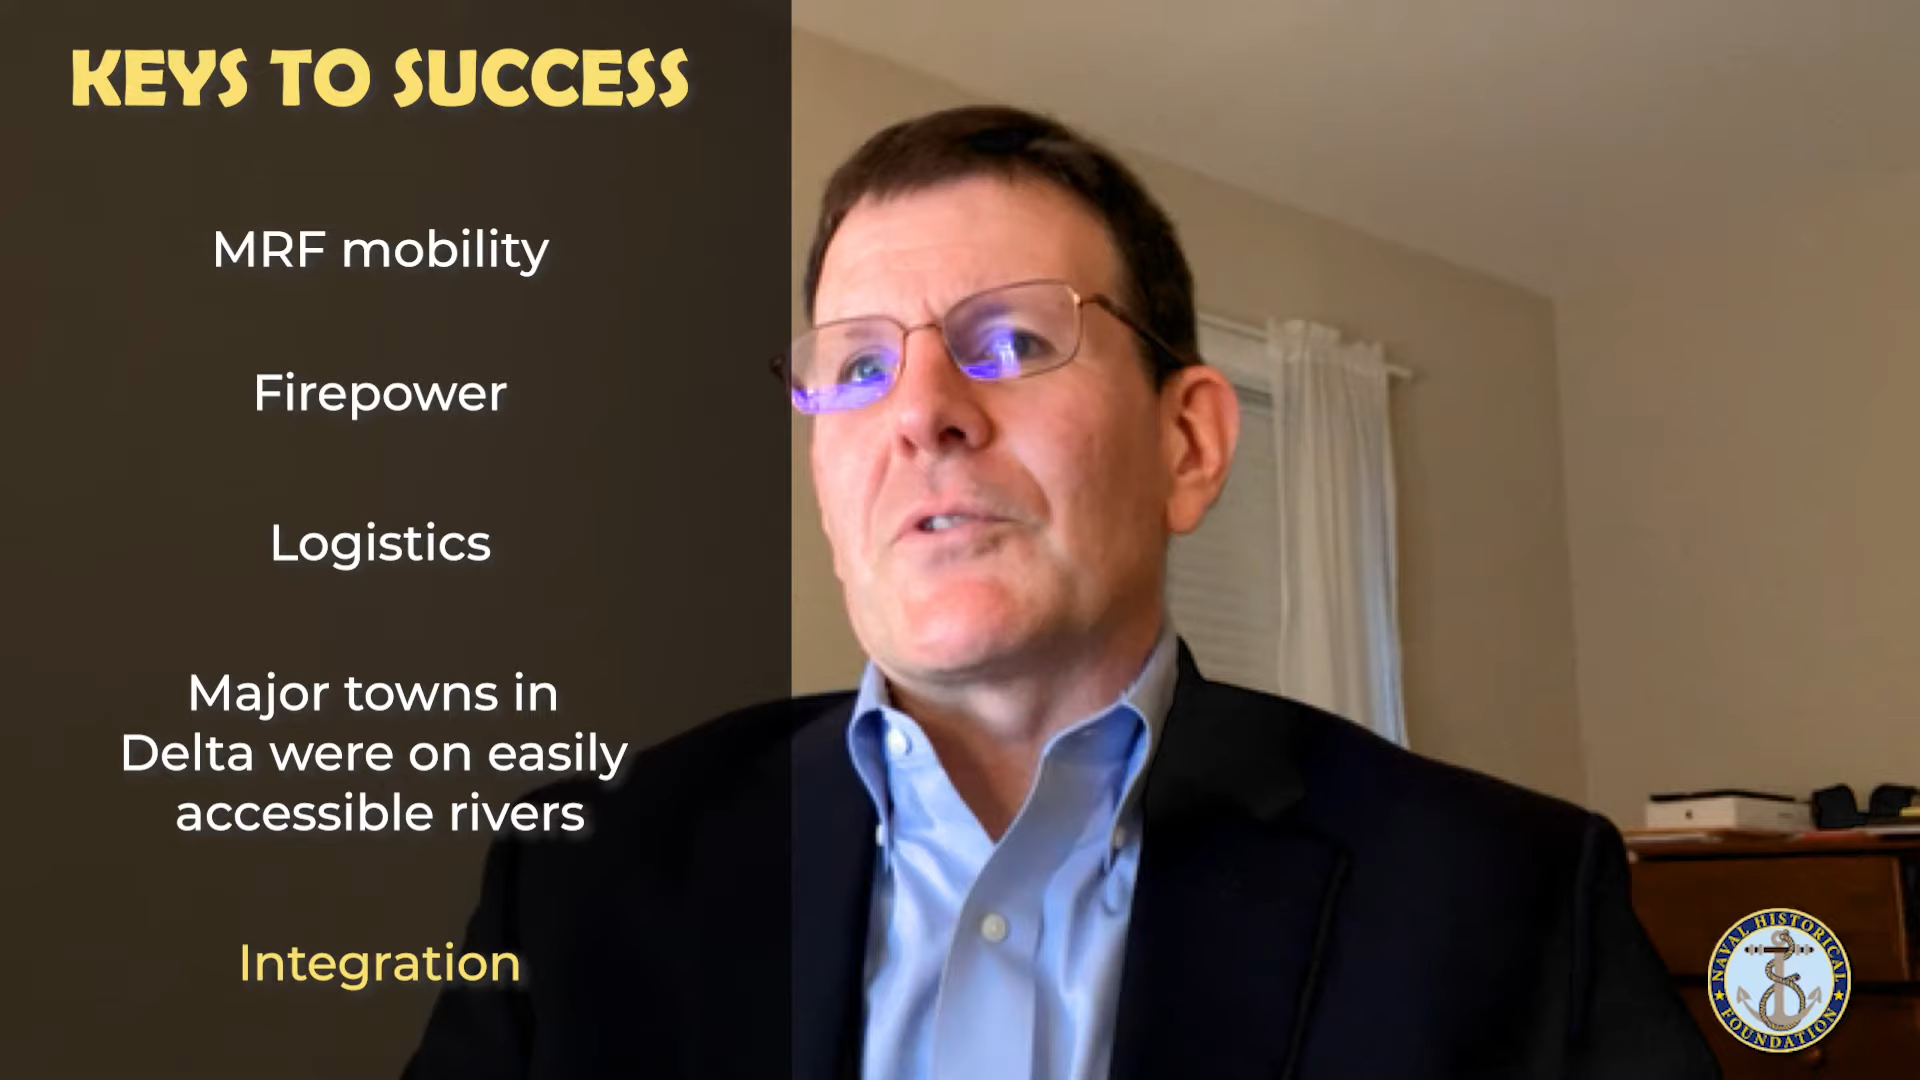 KEYS TO SUCCESS
MRF mobility
Firepower
Logistics
Major towns in
Delta were on easily
accessible rivers
Integration
NAVAL HISTORICAL
FOUNDATION